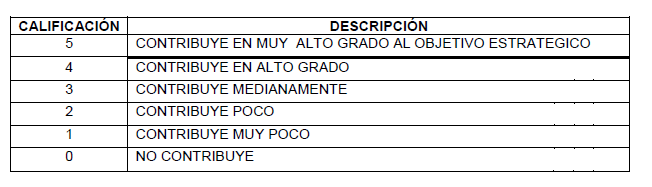 CALIFICACIÓN DESCRIPCIÓN
5 CONTRIBUYE EN MUY ALTO GRADO AL OBJETIVO ESTRATEGICO
4 CONTRIBUYE EN ALTO GRADO
3 CONTRIBUYE MEDIANAMENTE
2 CONTRIBUYE POCO
1 CONTRIBUYE MUY POCO
0 NO CONTRIBUYE